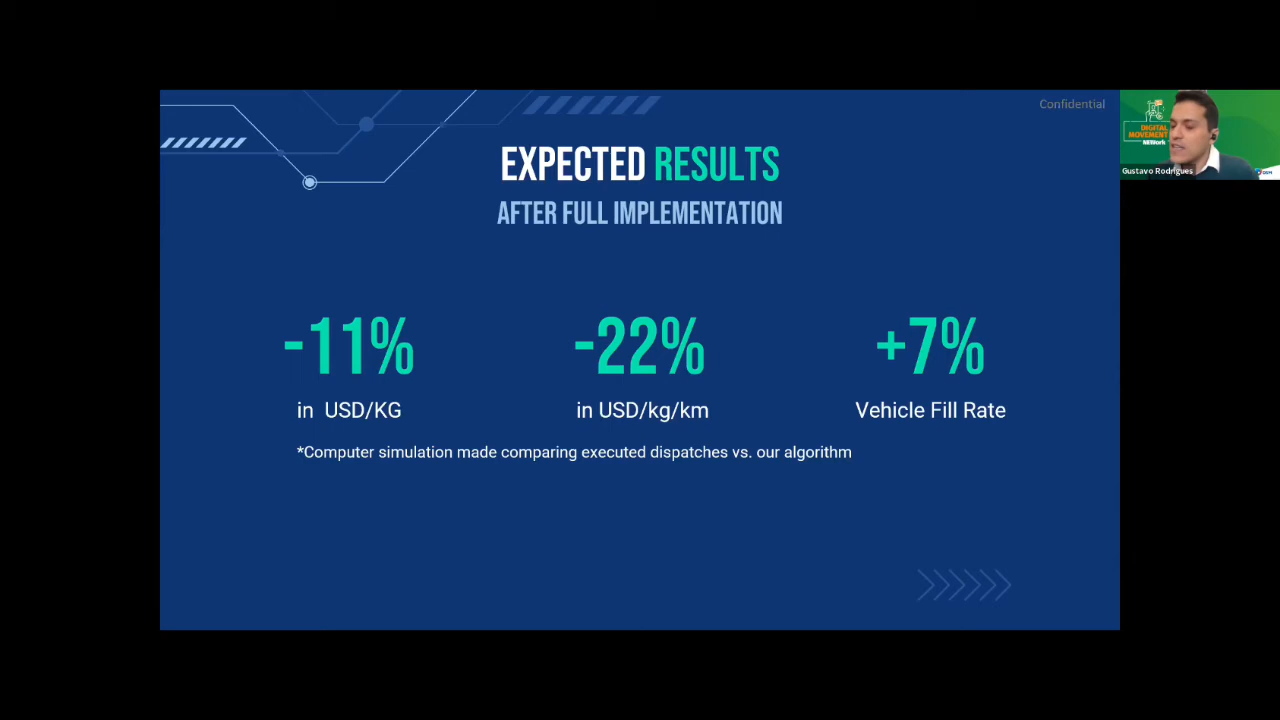 Confidential
EXPECTED RESULTS
AFTER FULL IMPLEMENTATION
-11%
in USD/KG
-22%
in USD/kg/km
+7%
Vehicle Fill Rate
*Computer simulation made comparing executed dispatches vs. our algorithm
DIGITAL
MOVEMENT
Gustavo Rodrigues